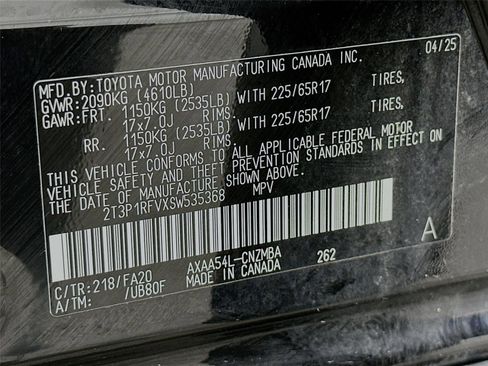 MFD.BY:TOYOTA MOTOR MANUFACTURING CANADA INC. 04/25
GVWR:2090KG (4610LB)
GAWR:FRT. 1150KG (2535LB) WITH 225/65R17 TIRES,
17x7.0J RIMS.
RR. 1150KG (2535LB) WITH 225/65R17 TIRES,
17x7.0J RIMS.
THIS VEHICLE CONFORMS TO ALL APPLICABLE FEDERAL MOTOR
VEHICLE SAFETY AND THEFT PREVENTION STANDARDS IN EFFECT ON
THE DATE OF MANUFACTURE SHOWN ABOVE.
2T3P1RFVXSW535368 MPV
A
C/TR:218/FA20 XAA54L-CNZMBA 262
A/TM: /UB80F MADE IN CANADA